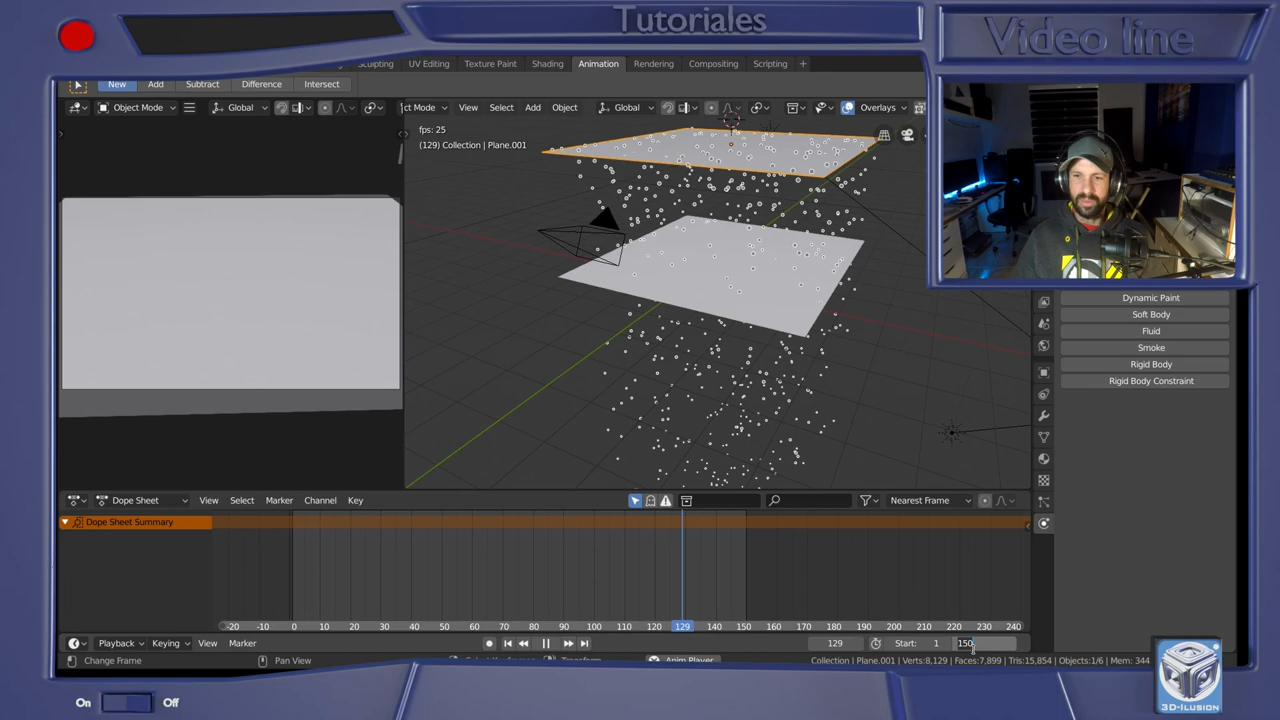 Tutoriales
Video line
Sculpting UV Editing Texture Paint Shading Animation Rendering Compositing Scripting +
New Add Subtract Difference Intersect
Object Mode Global ct Mode View Select Add Object Global Overlays
fps: 25
(129) Collection | Plane.001
Dynamic Paint
Soft Body
Fluid
Smoke
Rigid Body
Rigid Body Constraint
Dope Sheet View Select Marker Channel Key Nearest Frame
Dope Sheet Summary
-20 -10 0 10 20 30 40 50 60 70 80 90 100 110 120 129 140 150 160 170 180 190 200 210 220 230 240
Playback Keying View Marker 129 Start: 1 150
Change Frame Pan View Anim Player Collection | Plane.001 | Verts:8,129 | Faces:7,899 | Tris:15,854 | Objects:1/6 | Mem: 344
On Off
3D-ILUSION